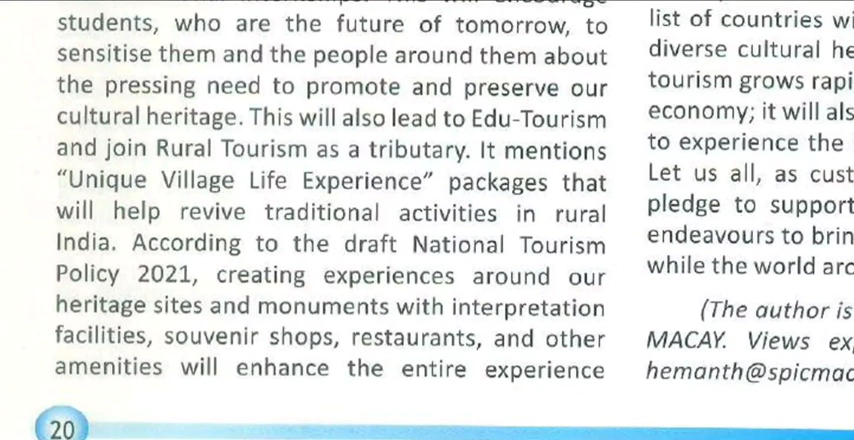 students, who are the future of tomorrow, to
sensitise them and the people around them about
the pressing need to promote and preserve our
cultural heritage. This will also lead to Edu-Tourism
and join Rural Tourism as a tributary. It mentions
“Unique Village Life Experience” packages that
will help revive traditional activities in rural
India. According to the draft National Tourism
Policy 2021, creating experiences around our
heritage sites and monuments with interpretation
facilities, souvenir shops, restaurants, and other
amenities will enhance the entire experience
20
list of countries
diverse cultural
tourism grows
economy; it will
to experience the
Let us all, as
pledge to support
endeavours to
while the world
(The author is
MACAY. Views